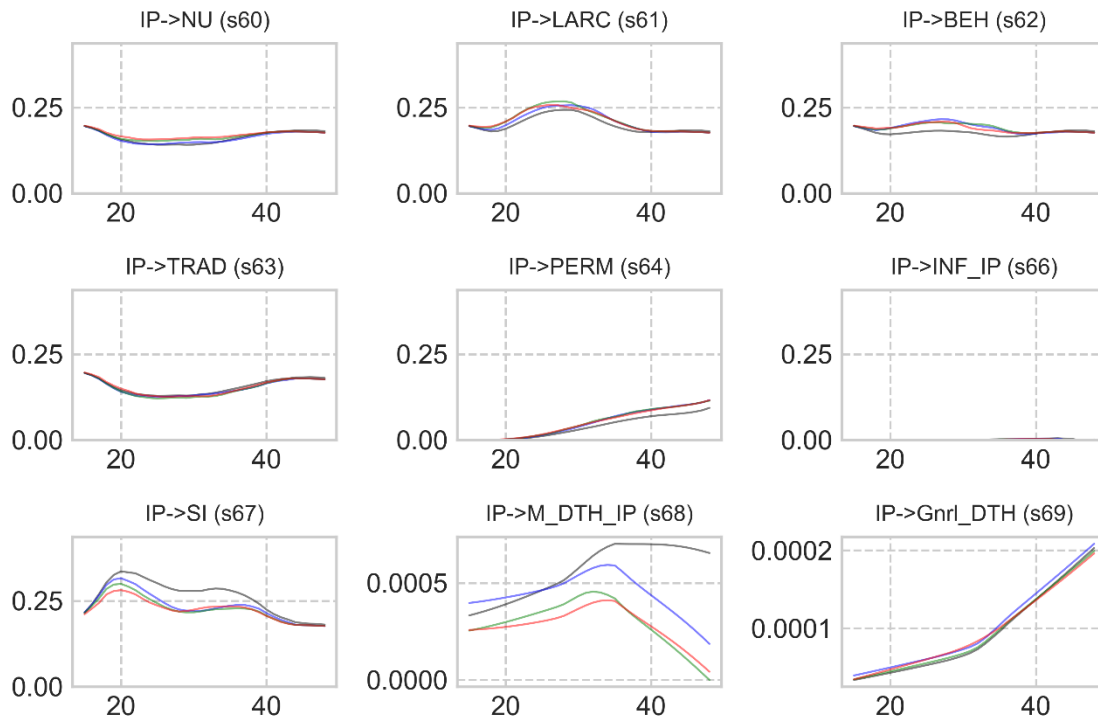 IP->NU (s60) IP->LARC (s61) IP->BEH (s62)
0.25 0.25 0.25
0.00 0.00 0.00
20 40 20 40 20 40
IP->TRAD (s63) IP->PERM (s64) IP->INF_IP (s66)
0.25 0.25 0.25
0.00 0.00 0.00
20 40 20 40 20 40
IP->SI (s67) IP->M_DTH_IP (s68) IP->Gnrl_DTH (s69)
0.25 0.0005 0.0002
0.00 0.0000 0.0001
20 40 20 40 20 40